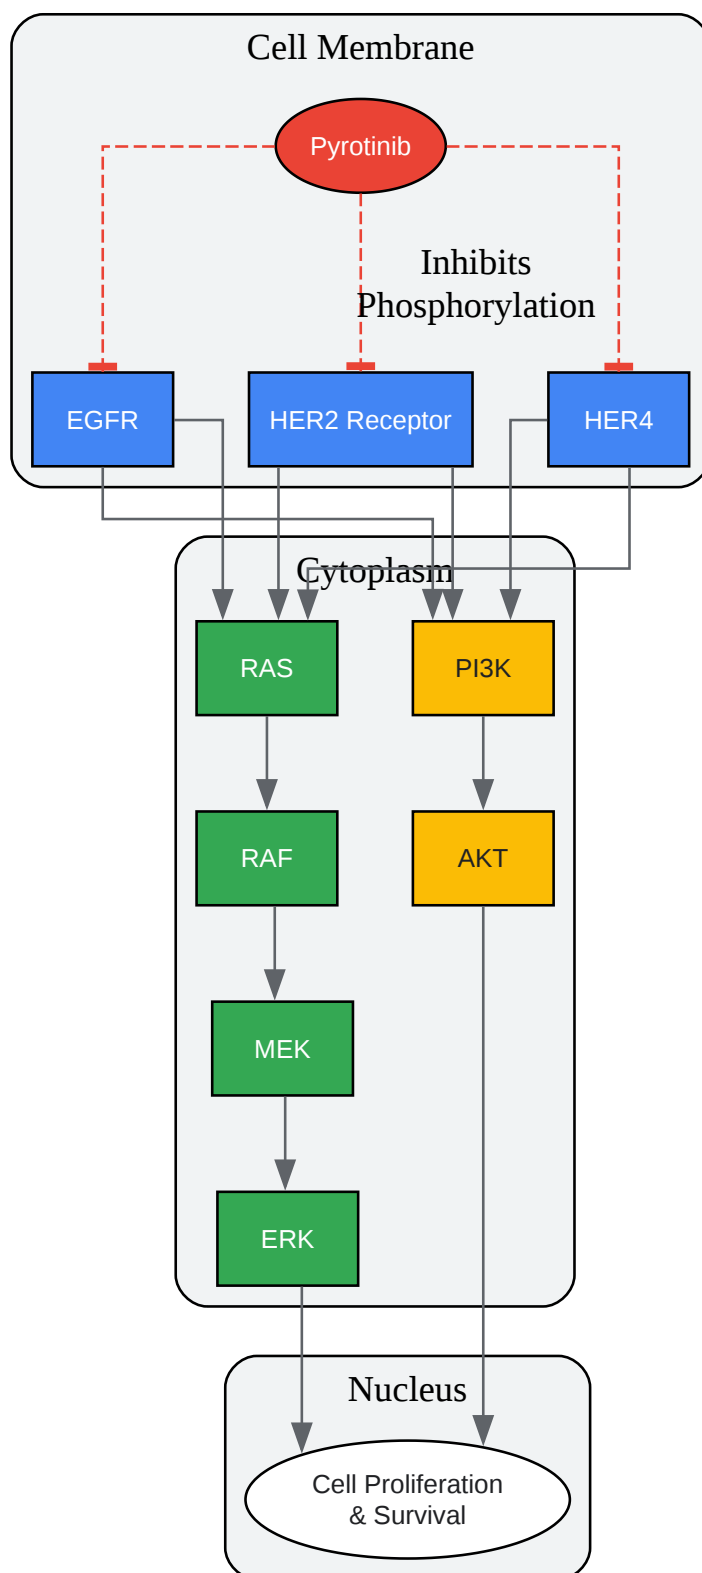 Cell Membrane
Pyrotinib
Inhibits
Phosphorylation
EGFR
HER2 Receptor
HER4
Cytoplasm
RAS
PI3K
RAF
AKT
MEK
ERK
Nucleus
Cell Proliferation
& Survival